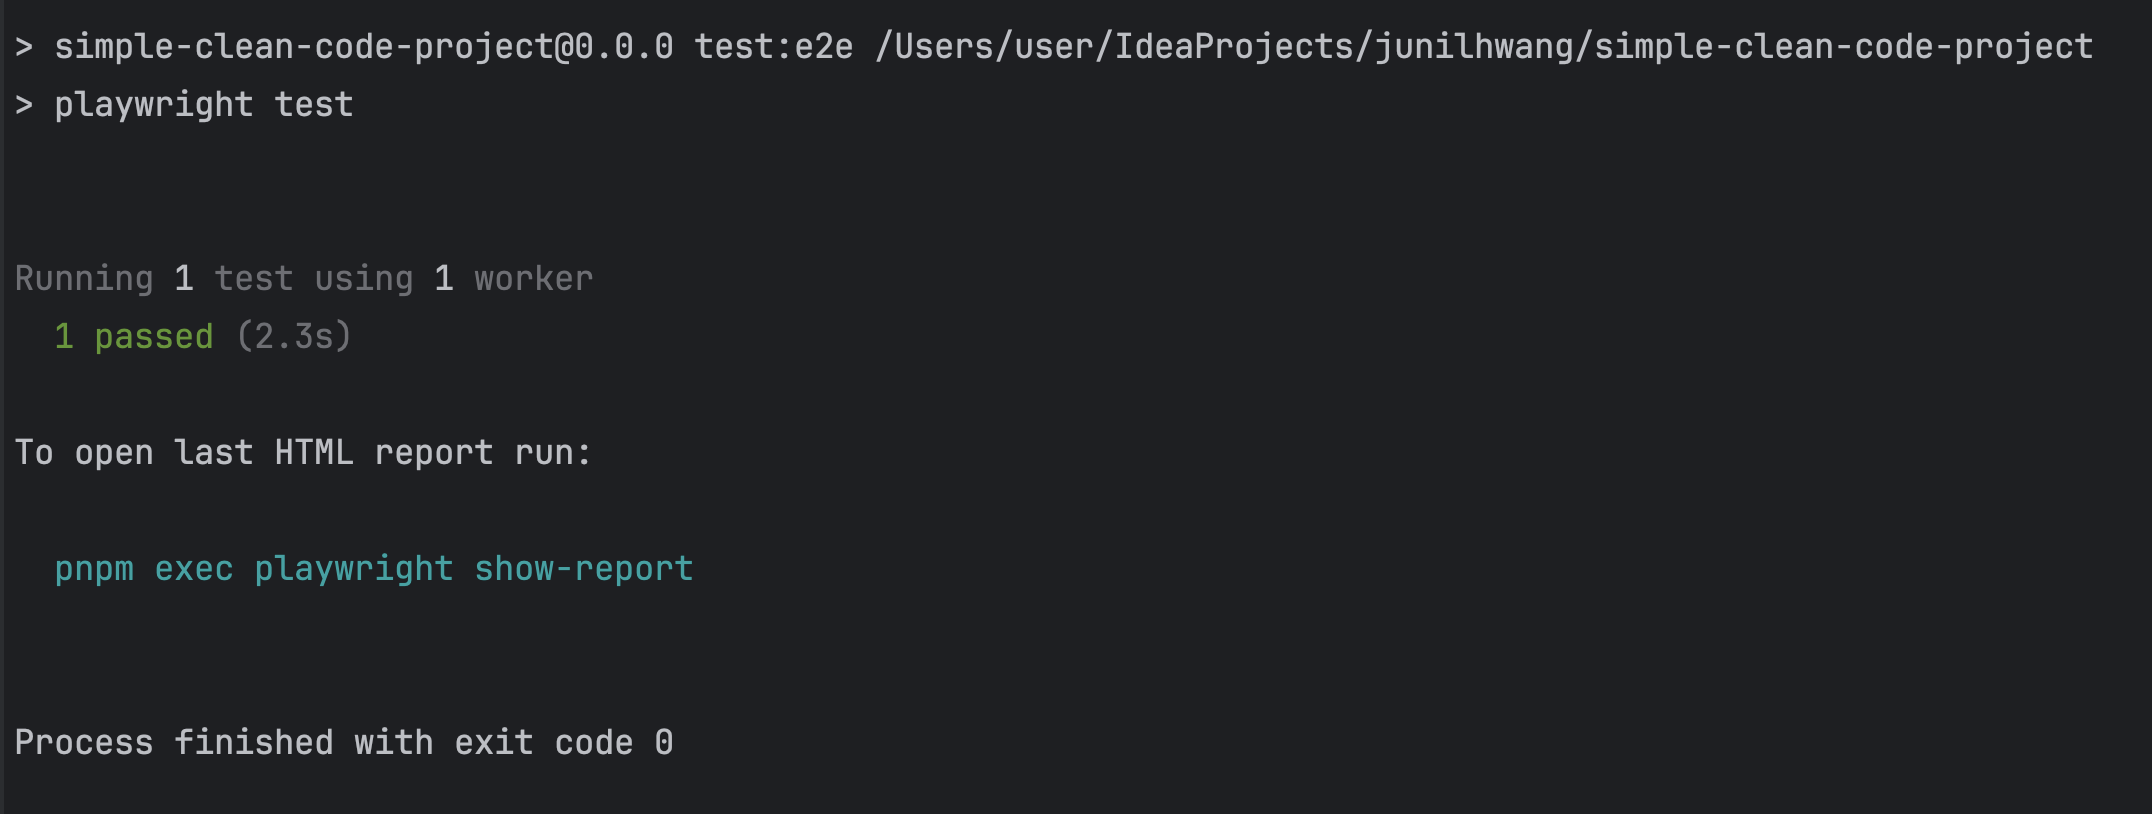 > simple-clean-code-project@0.0.0 test:e2e /Users/user/IdeaProjects/junilhwang/simple-clean-code-project
> playwright test
Running 1 test using 1 worker
1 passed (2.3s)
To open last HTML report run:
pnpm exec playwright show-report
Process finished with exit code 0